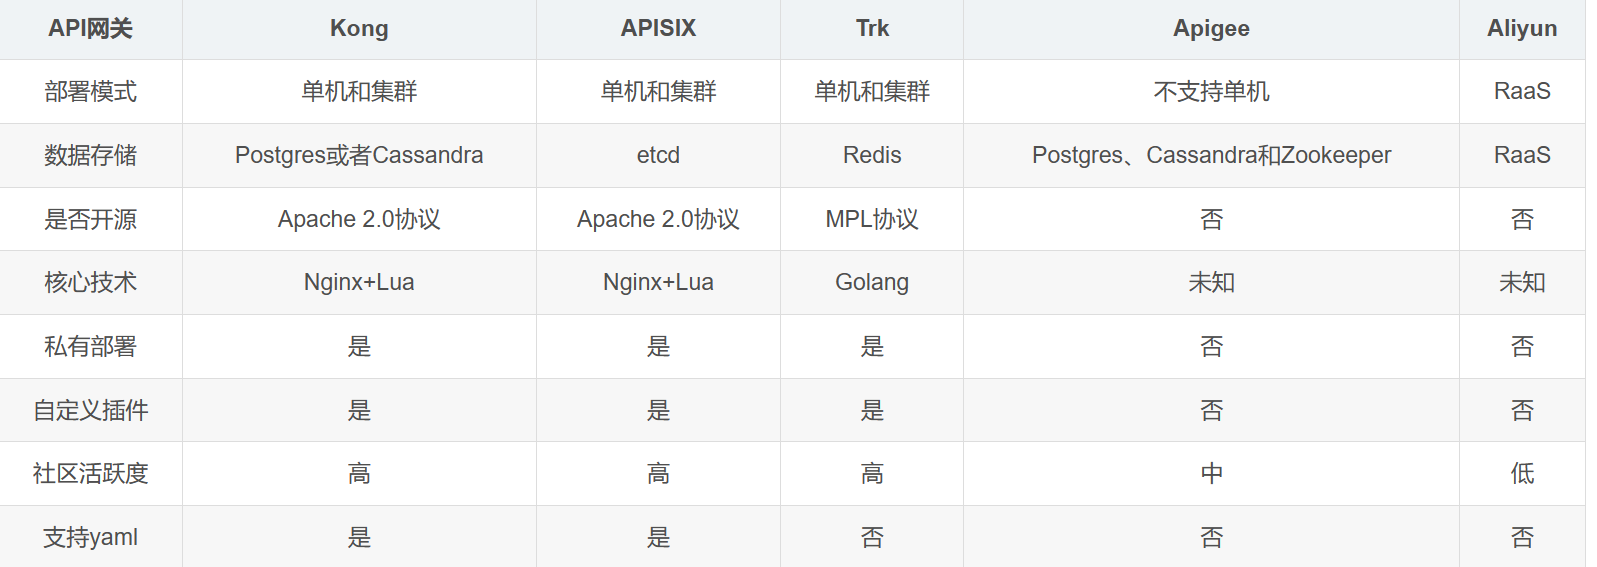 API网关 Kong APISIX Trk Apigee Aliyun
部署模式 单机和集群 单机和集群 单机和集群 不支持单机 RaaS
数据存储 Postgres或者Cassandra etcd Redis Postgres、Cassandra和Zookeeper RaaS
是否开源 Apache 2.0协议 Apache 2.0协议 MPL协议 否 否
核心技术 Nginx+Lua Nginx+Lua Golang 未知 未知
私有部署 是 是 是 否 否
自定义插件 是 是 是 否 否
社区活跃度 高 高 高 中 低
支持yaml 是 是 否 否 否